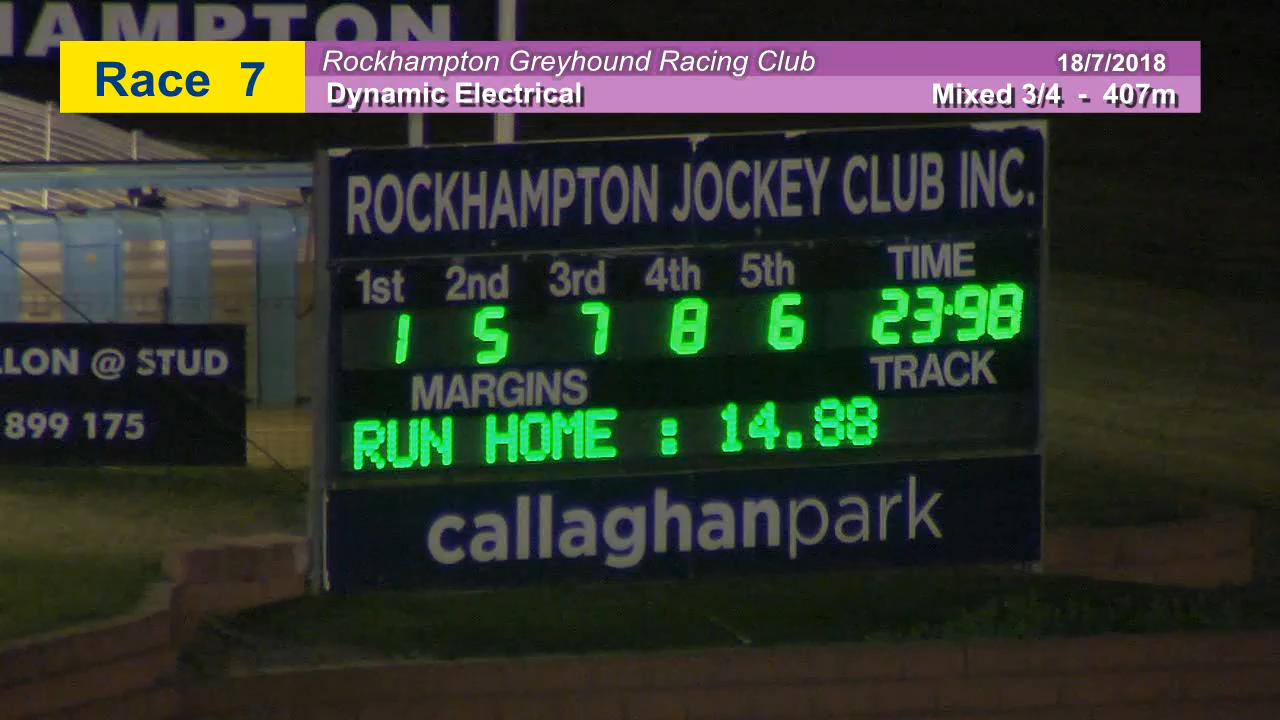 HAMPTON
Race 7
Rockhampton Greyhound Racing Club
18/7/2018
Dynamic Electrical
Mixed 3/4 - 407m
ROCKHAMPTON JOCKEY CLUB INC.
1st 2nd 3rd 4th 5th TIME
1 5 7 8 6 23.98
MARGINS TRACK
RUN HOME : 14.88
callaghanpark
LLON @ STUD
899 175